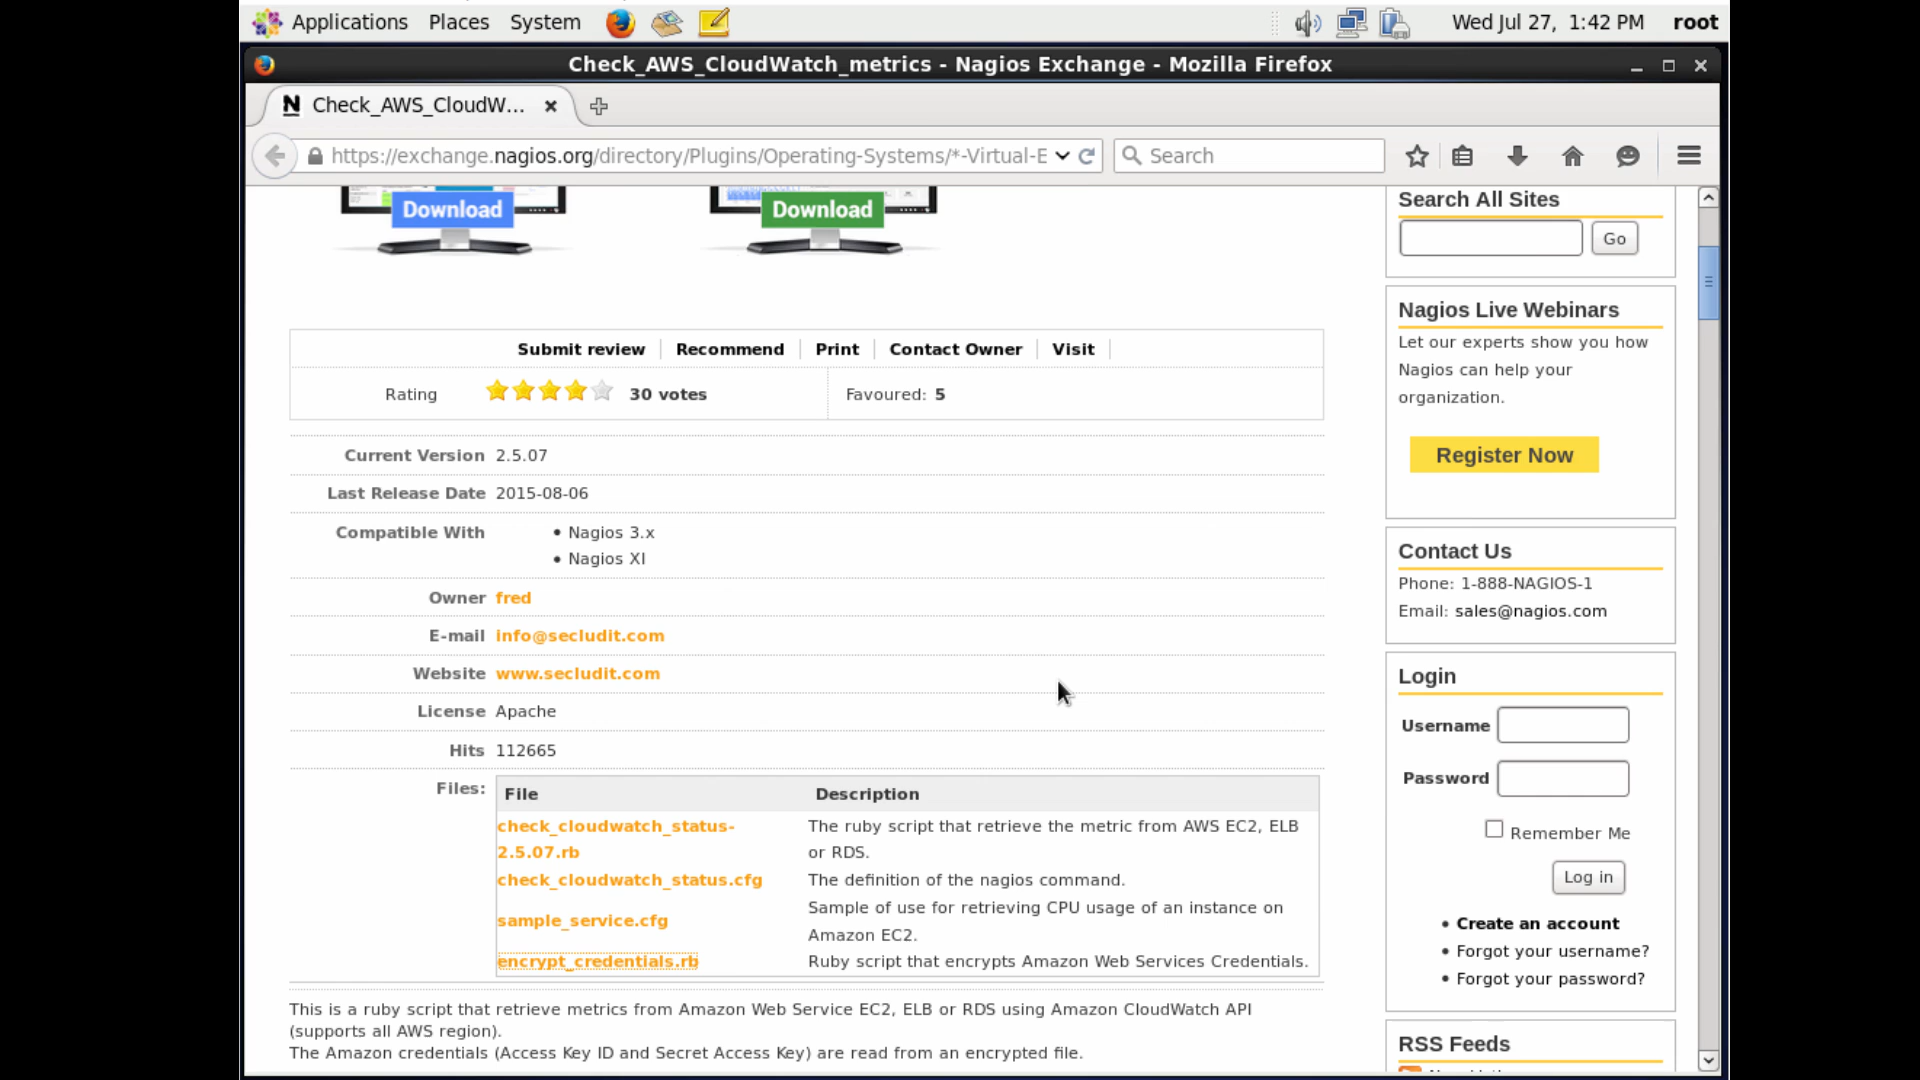 Applications Places System Wed Jul 27, 1:42 PM root
Check_AWS_CloudWatch_metrics - Nagios Exchange - Mozilla Firefox
N Check_AWS_CloudW...
https://exchange.nagios.org/directory/Plugins/Operating-Systems/*-Virtual-E Search
Download Download
Submit review Recommend Print Contact Owner Visit
Rating 30 votes Favoured: 5
Current Version 2.5.07
Last Release Date 2015-08-06
Compatible With • Nagios 3.x
• Nagios XI
Owner fred
E-mail info@secludit.com
Website www.secludit.com
License Apache
Hits 112665
Files: File Description
check_cloudwatch_status-2.5.07.rb The ruby script that retrieve the metric from AWS EC2, ELB
or RDS.
check_cloudwatch_status.cfg The definition of the nagios command.
sample_service.cfg Sample of use for retrieving CPU usage of an instance on
Amazon EC2.
encrypt_credentials.rb Ruby script that encrypts Amazon Web Services Credentials.
This is a ruby script that retrieve metrics from Amazon Web Service EC2, ELB or RDS using Amazon CloudWatch API
(supports all AWS region).
The Amazon credentials (Access Key ID and Secret Access Key) are read from an encrypted file.
Search All Sites
Go
Nagios Live Webinars
Let our experts show you how
Nagios can help your
organization.
Register Now
Contact Us
Phone: 1-888-NAGIOS-1
Email: sales@nagios.com
Login
Username
Password
Remember Me
Log in
• Create an account
• Forgot your username?
• Forgot your password?
RSS Feeds